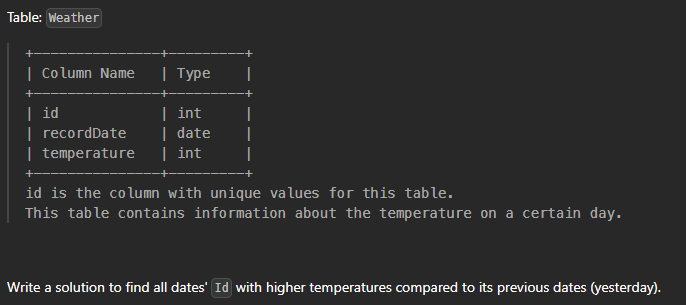 Table: Weather
+---------------+---------+
| Column Name   | Type    |
+---------------+---------+
| id            | int     |
| recordDate    | date    |
| temperature   | int     |
+---------------+---------+
id is the column with unique values for this table.
This table contains information about the temperature on a certain day.
Write a solution to find all dates' Id with higher temperatures compared to its previous dates (yesterday).